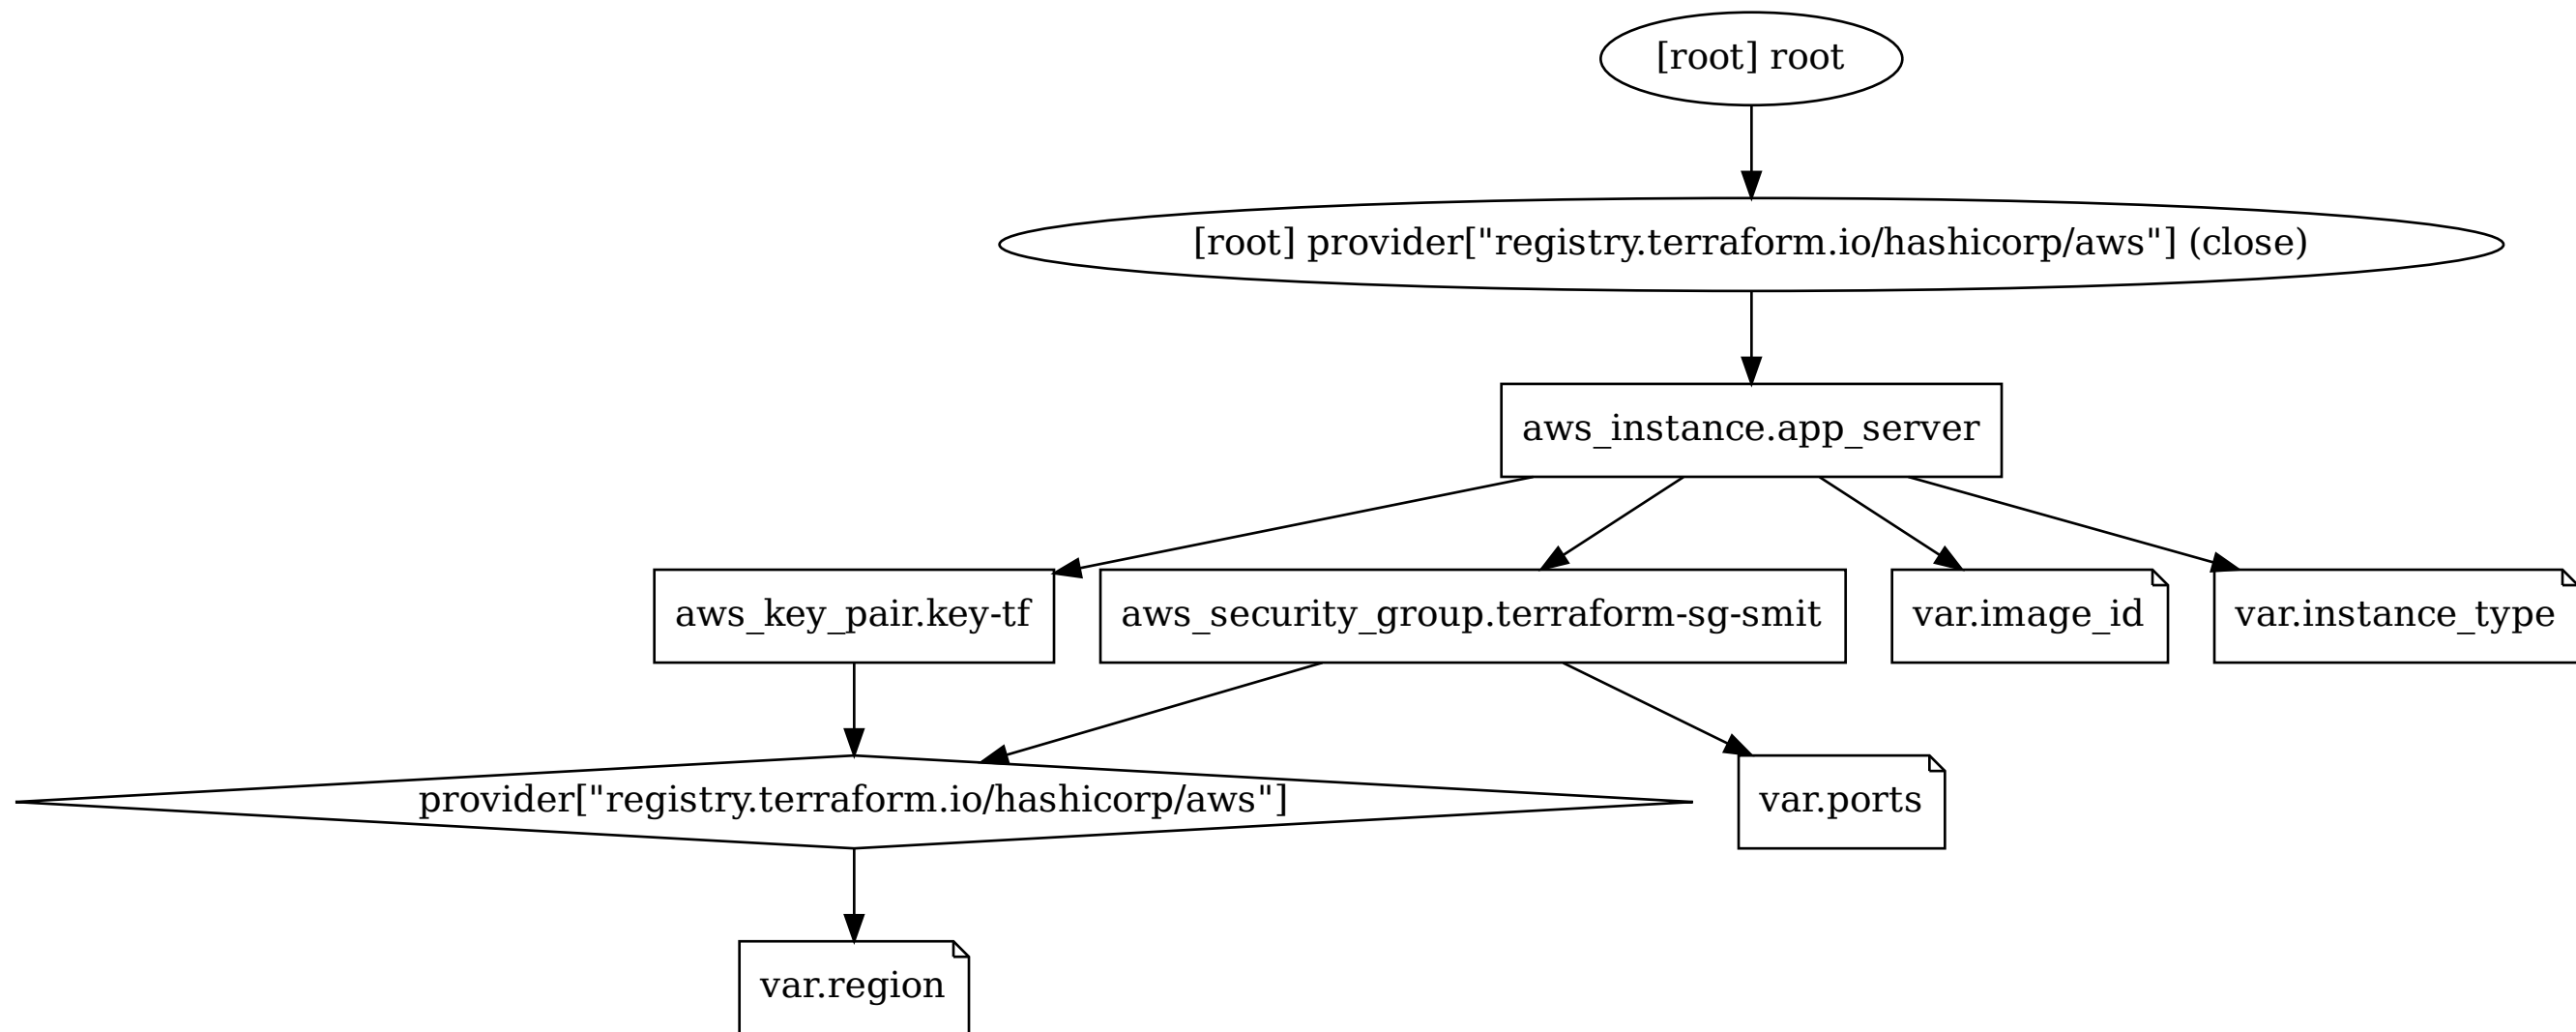 [root] root
[root] provider["registry.terraform.io/hashicorp/aws"] (close)
aws_instance.app_server
aws_key_pair.key-tf
aws_security_group.terraform-sg-smit
var.image_id
var.instance_type
provider["registry.terraform.io/hashicorp/aws"]
var.ports
var.region